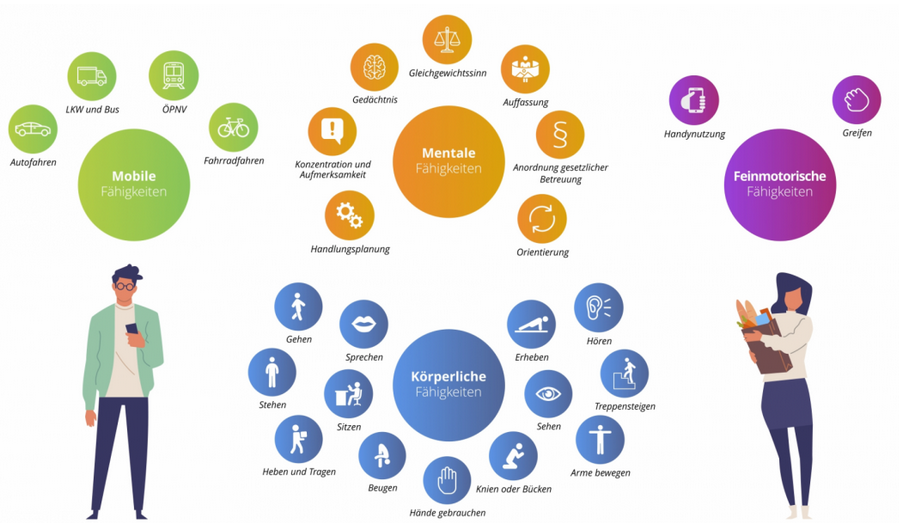 Gleichgewichtssinn
Gedächtnis
Auffassung
LKW und Bus
ÖPNV
Autofahren
Fahrradfahren
Mobile
Fähigkeiten
Konzentration und
Aufmerksamkeit
Mentale
Fähigkeiten
§
Anordnung gesetzlicher
Betreuung
Handlungsplanung
Orientierung
Handynutzung
Greifen
Feinmotorische
Fähigkeiten
Gehen
Sprechen
Erheben
Hören
Körperliche
Fähigkeiten
Stehen
Sitzen
Sehen
Treppensteigen
Heben und Tragen
Beugen
Hände gebrauchen
Knien oder Bücken
Arme bewegen